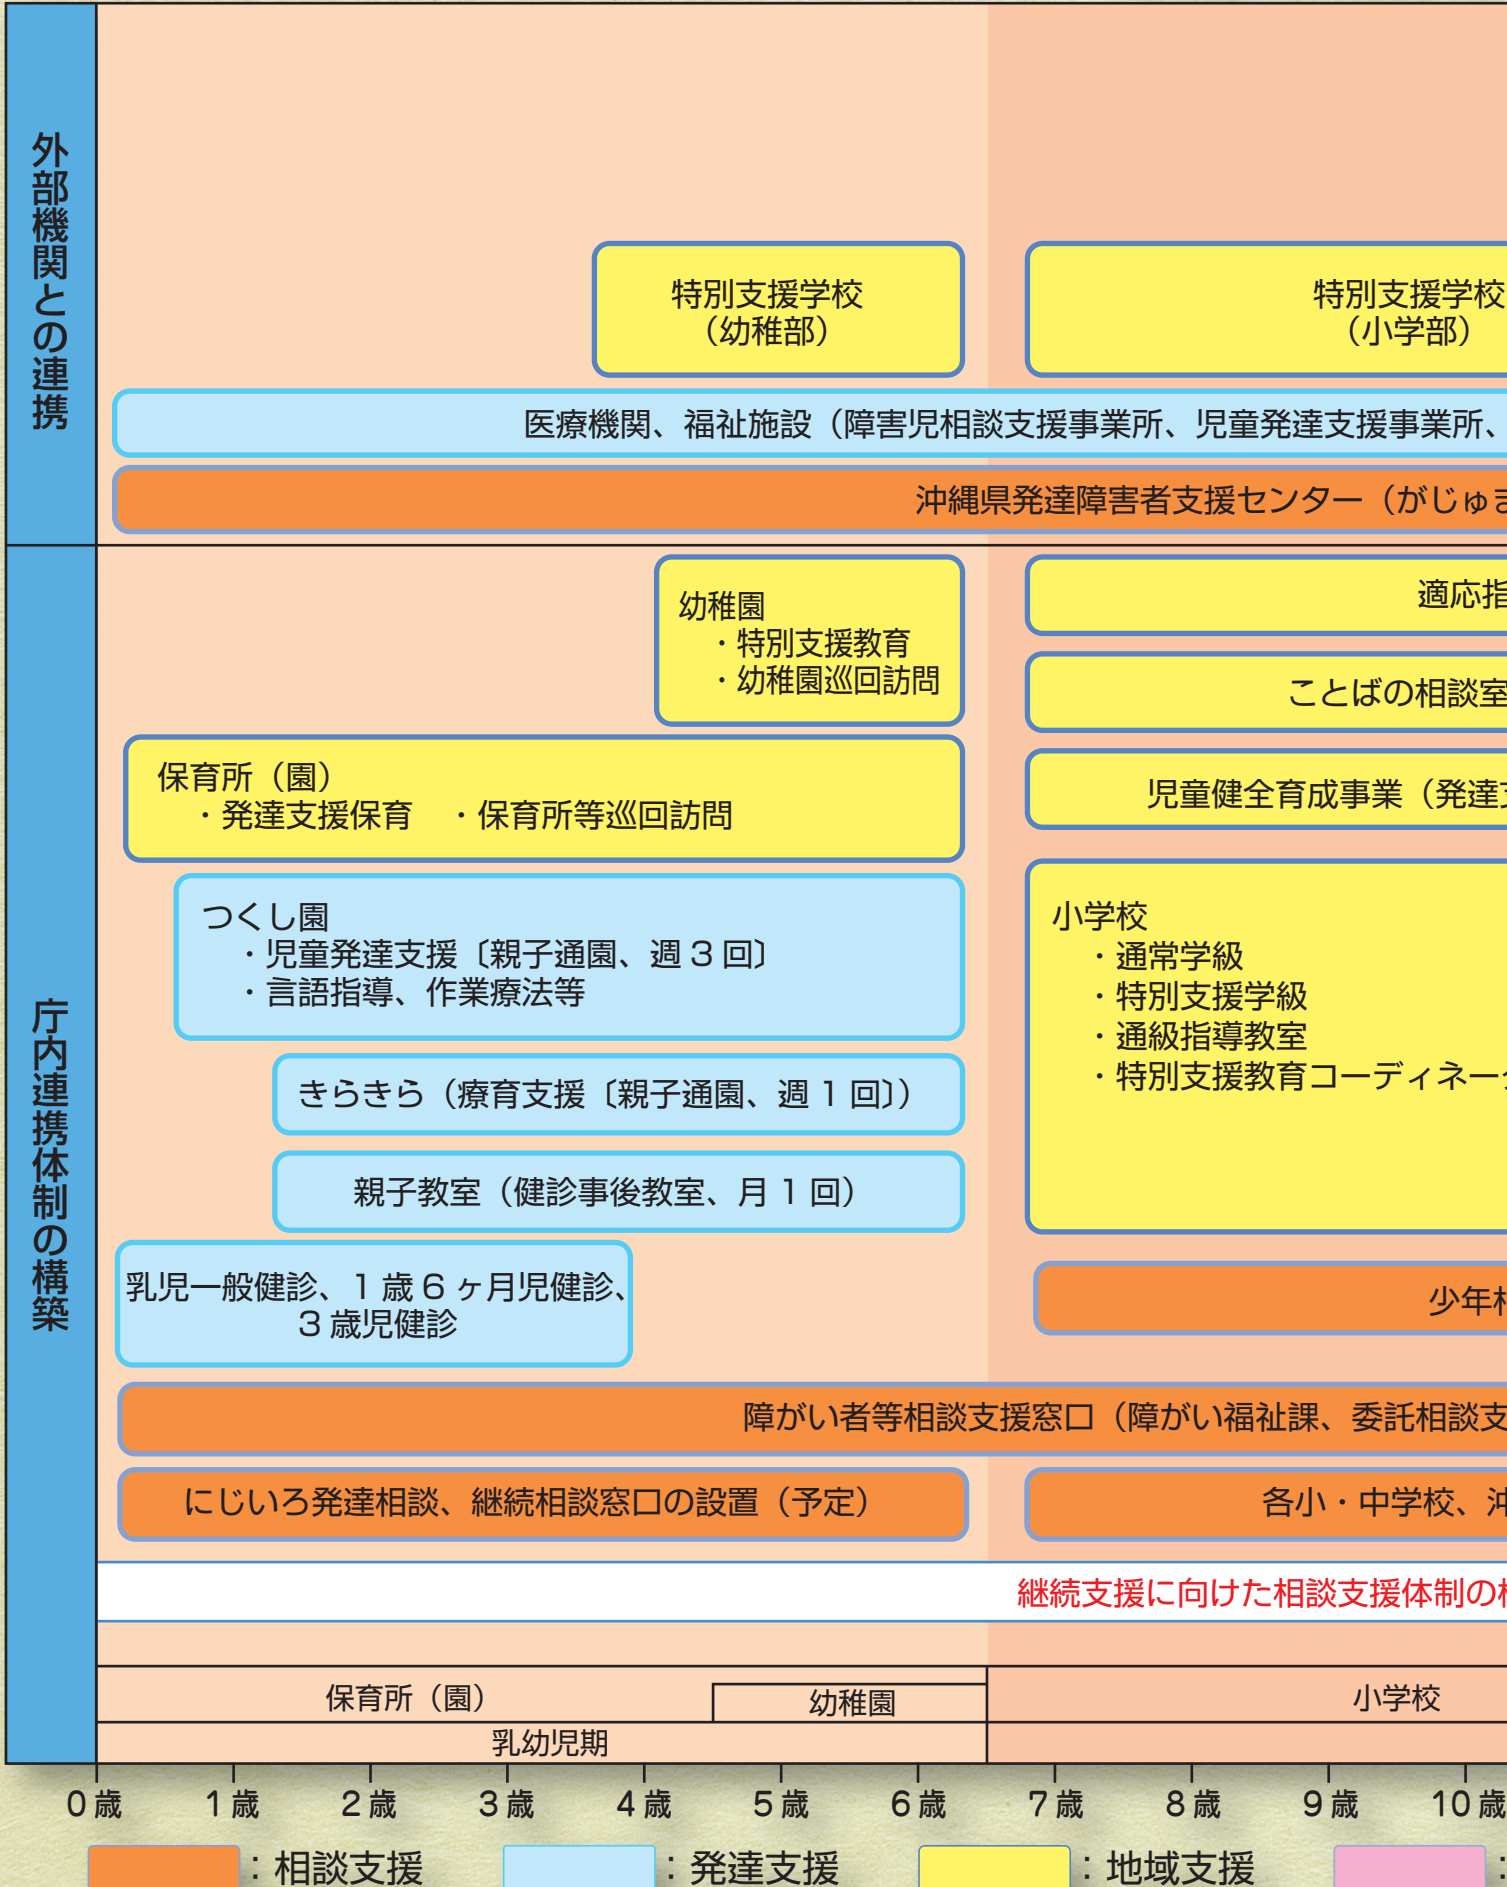 外部機関との連携
特別支援学校
（幼稚部）
特別支援学校
（小学部）
医療機関、福祉施設（障害児相談支援事業所、児童発達支援事業所、
沖縄県発達障害者支援センター（がじゅ
庁内連携体制の構築
幼稚園
・特別支援教育
・幼稚園巡回訪問
適応指
ことばの相談室
保育所（園）
・発達支援保育　・保育所等巡回訪問
児童健全育成事業（発達支
つくし園
・児童発達支援〔親子通園、週３回〕
・言語指導、作業療法等
小学校
・通常学級
・特別支援学級
・通級指導教室
・特別支援教育コーディネー
きらきら（療育支援〔親子通園、週１回〕）
親子教室（健診事後教室、月１回）
乳児一般健診、１歳６ヶ月児健診、
３歳児健診
少年相
障がい者等相談支援窓口（障がい福祉課、委託相談支
にじいろ発達相談、継続相談窓口の設置（予定）
各小・中学校、沖
継続支援に向けた相談支援体制の
保育所（園）
幼稚園
小学校
乳幼児期
0歳　1歳　2歳　3歳　4歳　5歳　6歳　7歳　8歳　9歳　10歳
：相談支援　：発達支援　：地域支援　：